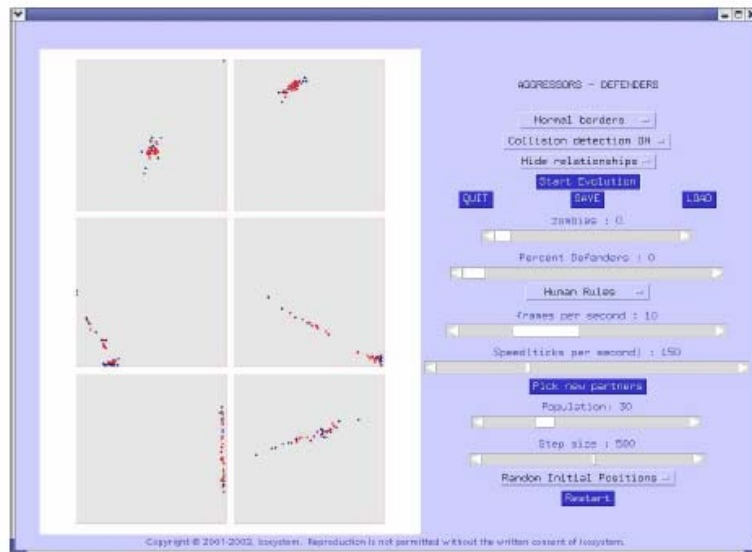 AGGRESSORS - DEFENDERS
Normal borders
Collision detection ON
Hide relationships
Start Evolution
QUIT SAVE LOAD
zombies : 0
Percent Defenders : 0
Human Rules
frames per second : 10
Speed(ticks per second) : 150
Pick new partners
Population: 30
Step size : 500
Random Initial Positions
Restart
Copyright © 2001-2002, Icosystem. Reproduction is not permitted without the written consent of Icosystem.